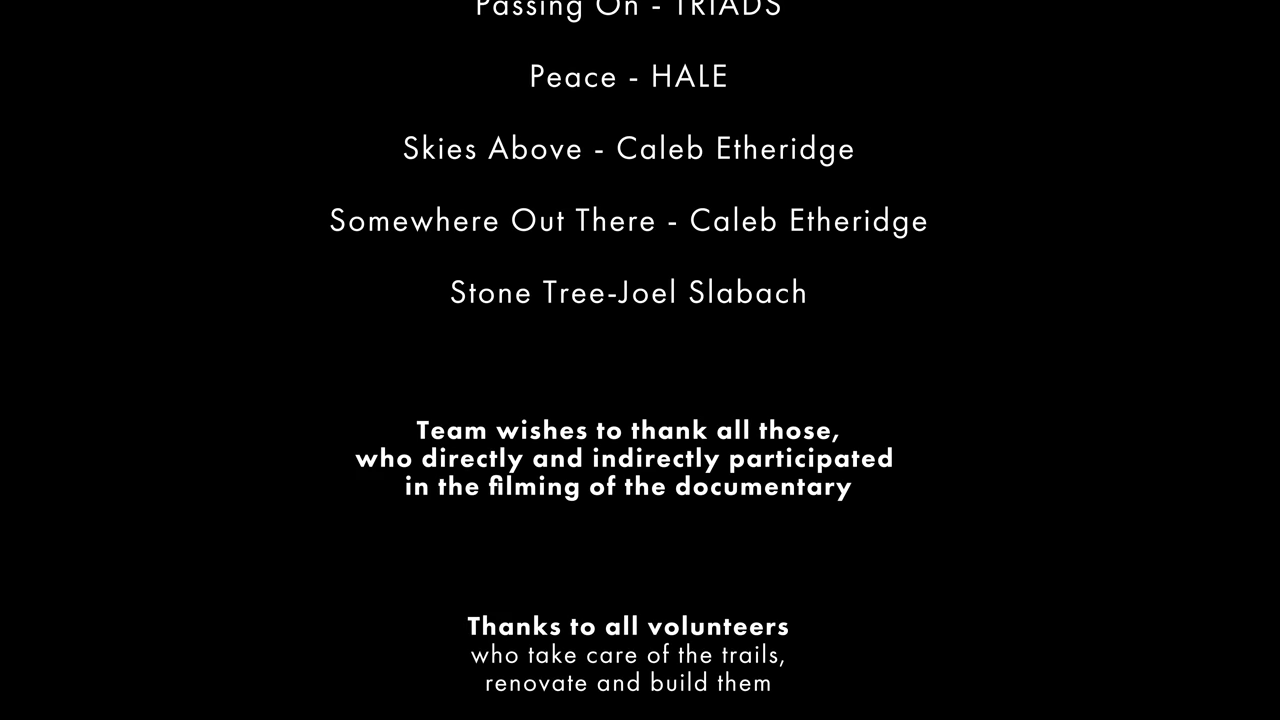 Passing On - TRIADS
Peace - HALE
Skies Above - Caleb Etheridge
Somewhere Out There - Caleb Etheridge
Stone Tree-Joel Slabach
Team wishes to thank all those,
who directly and indirectly participated
in the filming of the documentary
Thanks to all volunteers
who take care of the trails,
renovate and build them